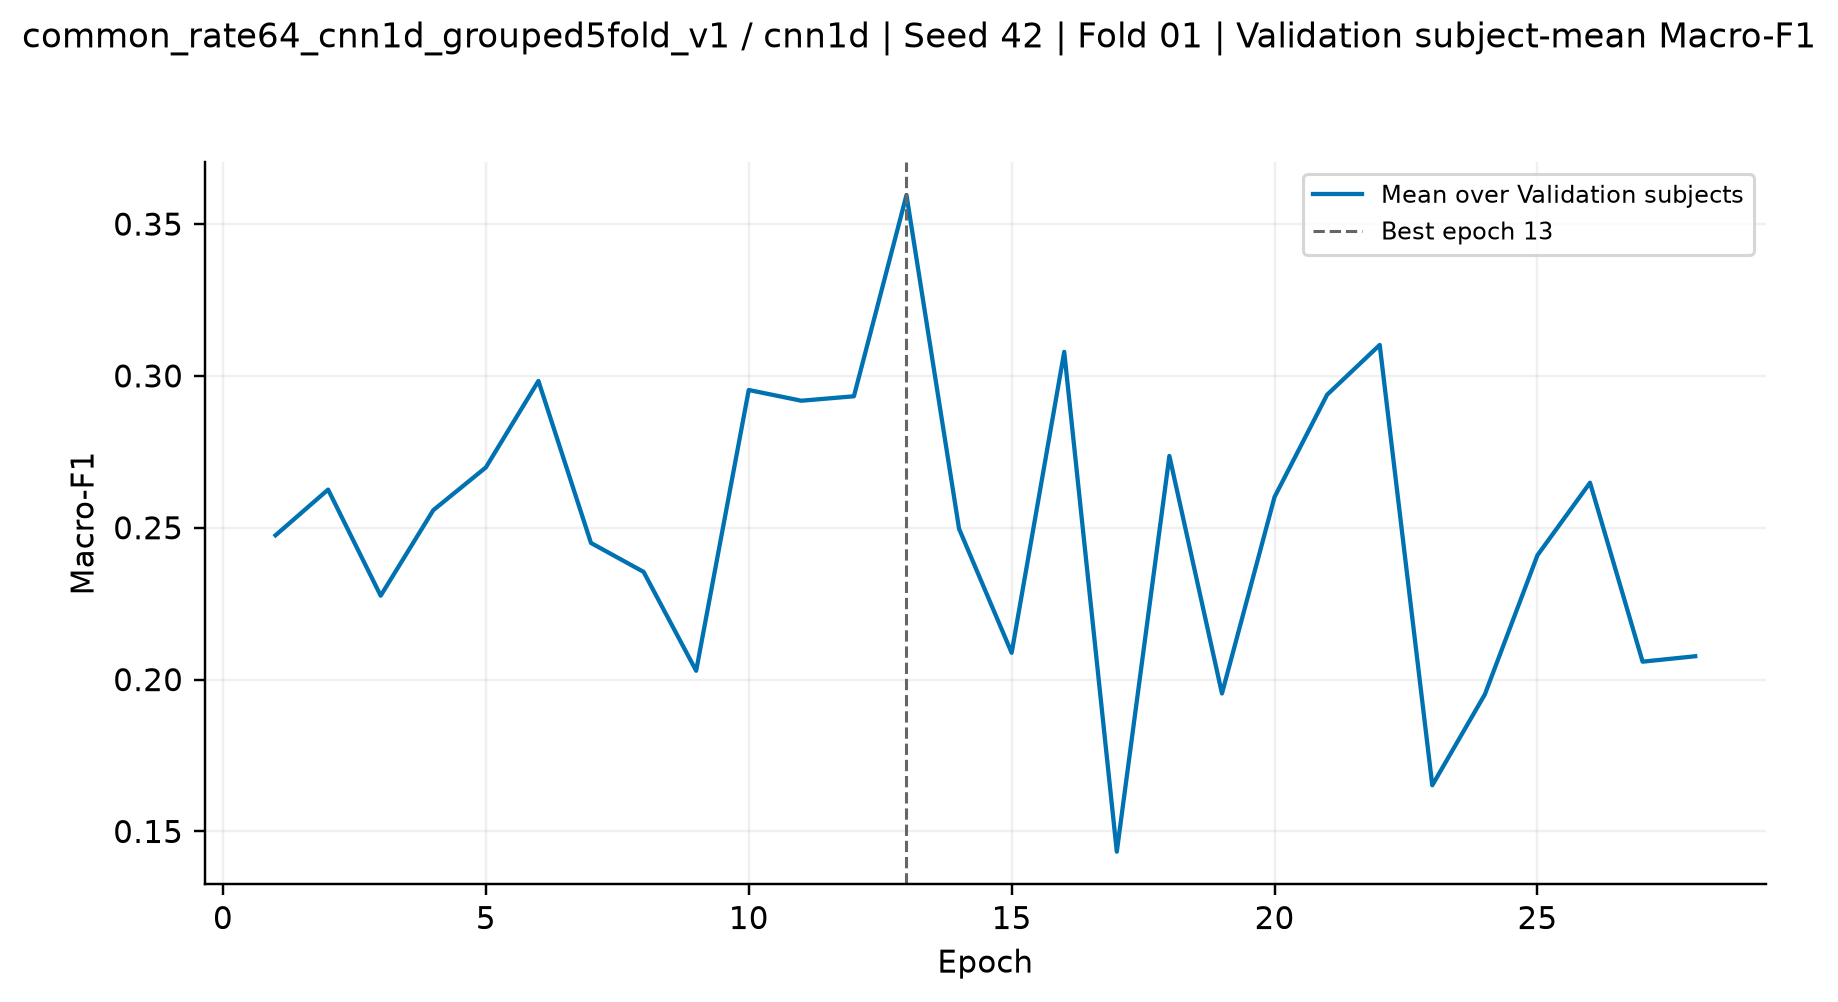 common_rate64_cnn1d_grouped5fold_v1 / cnn1d | Seed 42 | Fold 01 | Validation subject-mean Macro-F1
Mean over Validation subjects
Best epoch 13
0.35
0.30
0.25
0.20
0.15
Macro-F1
0 5 10 15 20 25
Epoch